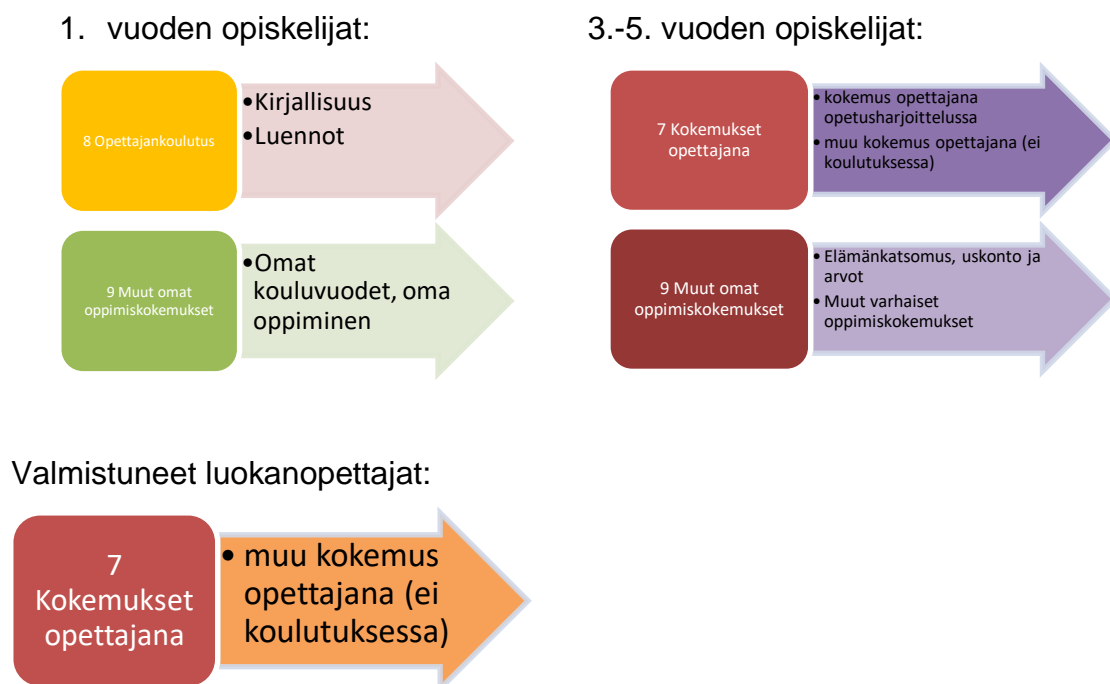 1. vuoden opiskelijat:
8 Opettajankoulutus
•Kirjallisuus
•Luennot
9 Muut omat
oppimiskokemukset
•Omat
kouluvuodet, oma
oppiminen
3.-5. vuoden opiskelijat:
7 Kokemukset
opettajana
• kokemus opettajana
opetusharjoittelussa
• muu kokemus opettajana (ei
koulutuksessa)
9 Muut omat
oppimiskokemukset
• Elämänkatsomus, uskonto ja
arvot
• Muut varhaiset
oppimiskokemukset
Valmistuneet luokanopettajat:
7
Kokemukset
opettajana
• muu kokemus
opettajana (ei
koulutuksessa)